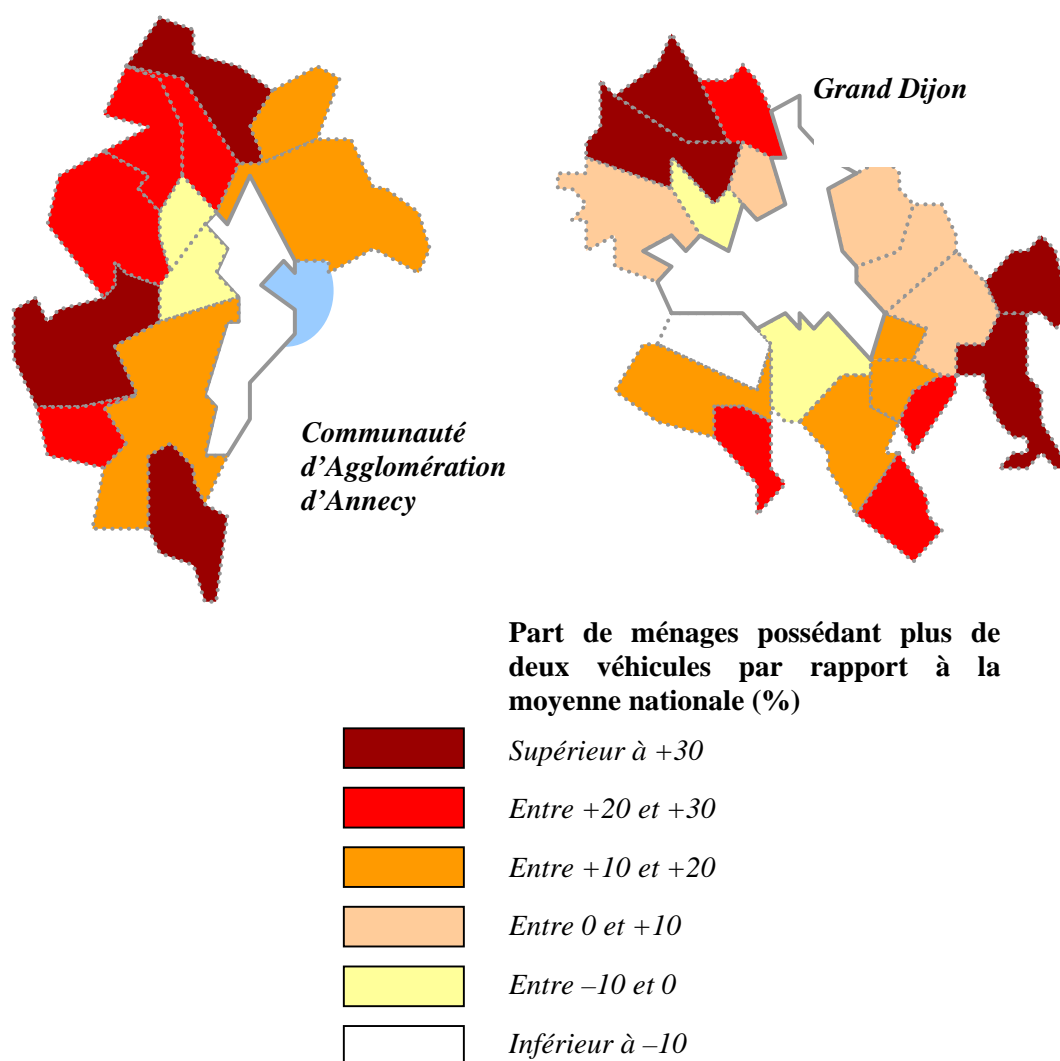 Grand Dijon
Communauté
d’Agglomération
d’Annecy
Part de ménages possédant plus de
deux véhicules par rapport à la
moyenne nationale (%)
Supérieur à +30
Entre +20 et +30
Entre +10 et +20
Entre 0 et +10
Entre –10 et 0
Inférieur à –10